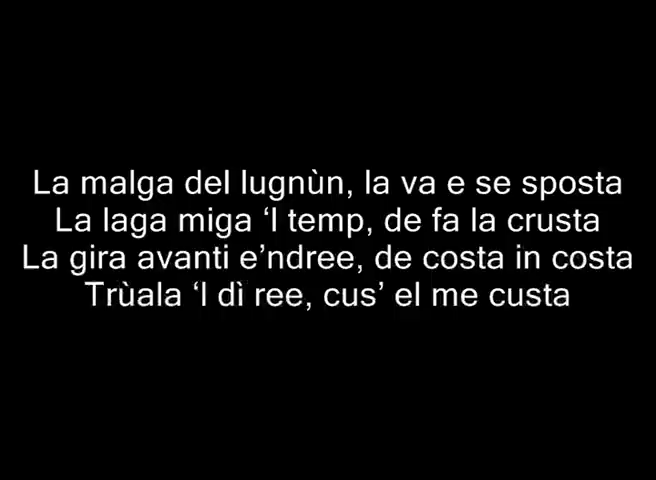 La malga del lugnùn, la va e se sposta
La laga miga ‘l temp, de fa la crusta
La gira avanti e’ndree, de costa in costa
Trùala ‘l dì ree, cus’ el me custa